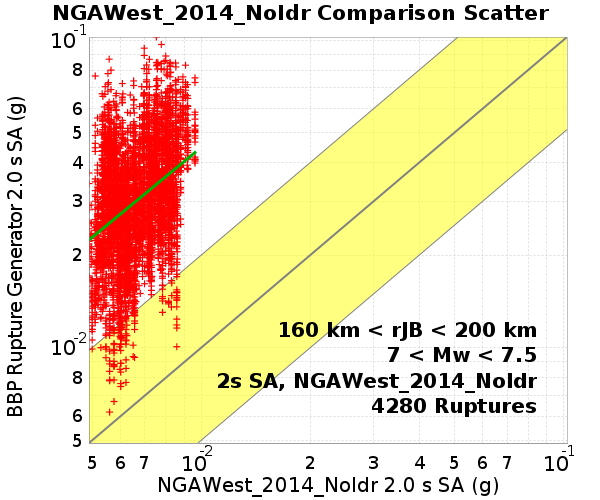 NGAWest_2014_NoIdr Comparison Scatter
BBP Rupture Generator 2.0 s SA (g)
10^-1
8
6
5
4
3
2
10^-2
8
6
5
160 km < rJB < 200 km
7 < Mw < 7.5
2s SA, NGAWest_2014_NoIdr
4280 Ruptures
5 6 7 10^-2 2 3 4 5 6 7 10^-1
NGAWest_2014_NoIdr 2.0 s SA (g)